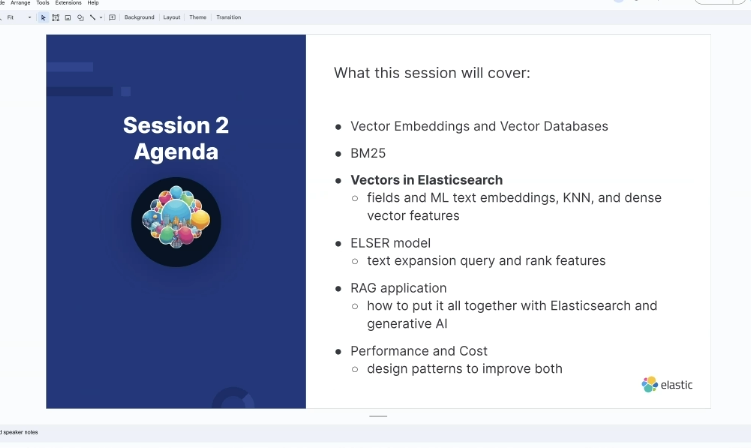 Arrange Tools Extensions Help
Fit Background Layout Theme Transition
Session 2
Agenda
What this session will cover:
● Vector Embeddings and Vector Databases
● BM25
● Vectors in Elasticsearch
○ fields and ML text embeddings, KNN, and dense
vector features
● ELSER model
○ text expansion query and rank features
● RAG application
○ how to put it all together with Elasticsearch and
generative AI
● Performance and Cost
○ design patterns to improve both
elastic
speaker notes